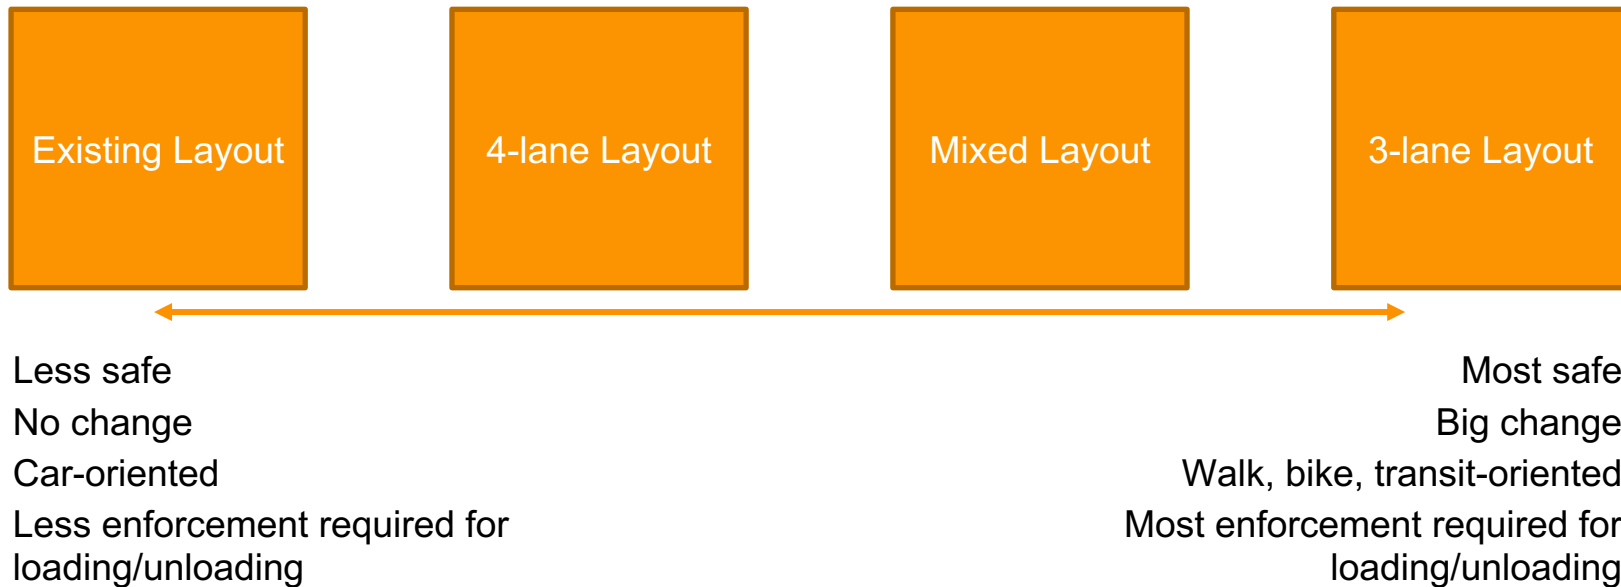 Existing Layout
4-lane Layout
Mixed Layout
3-lane Layout
Less safe
No change
Car-oriented
Less enforcement required for
loading/unloading
Most safe
Big change
Walk, bike, transit-oriented
Most enforcement required for
loading/unloading